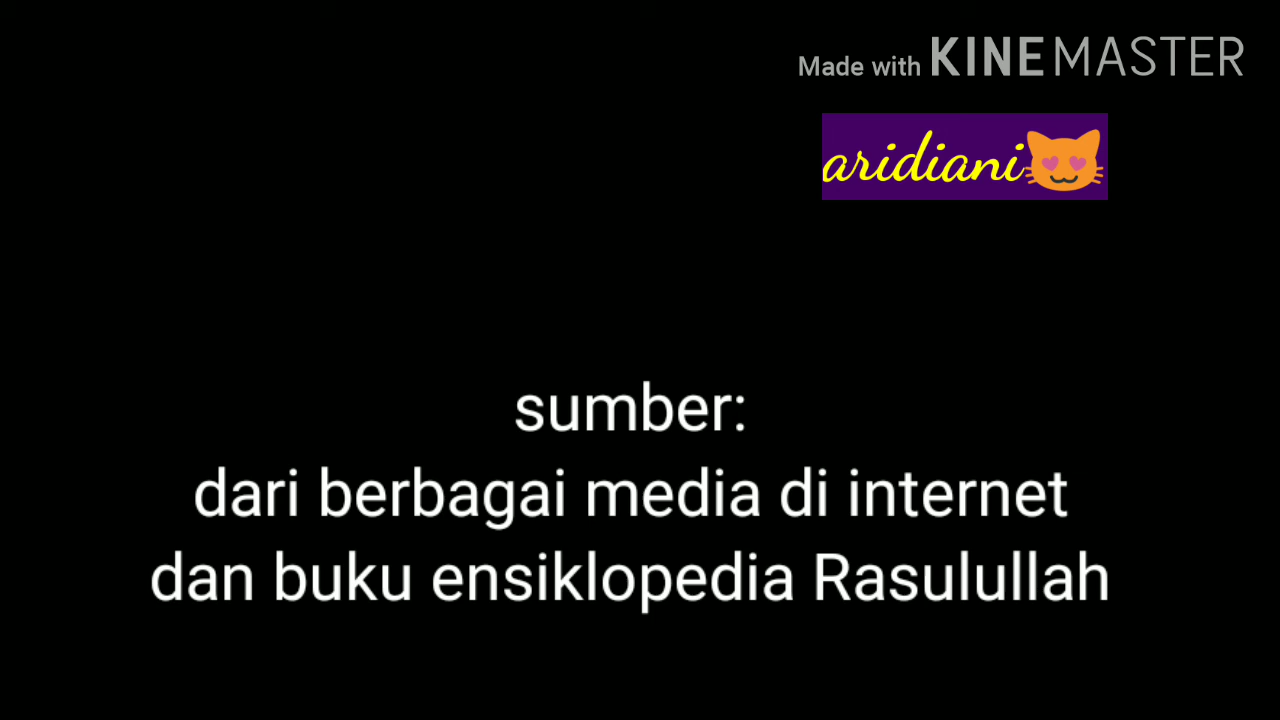 Made with KINEMASTER
aridiani
sumber:
dari berbagai media di internet
dan buku ensiklopedia Rasulullah